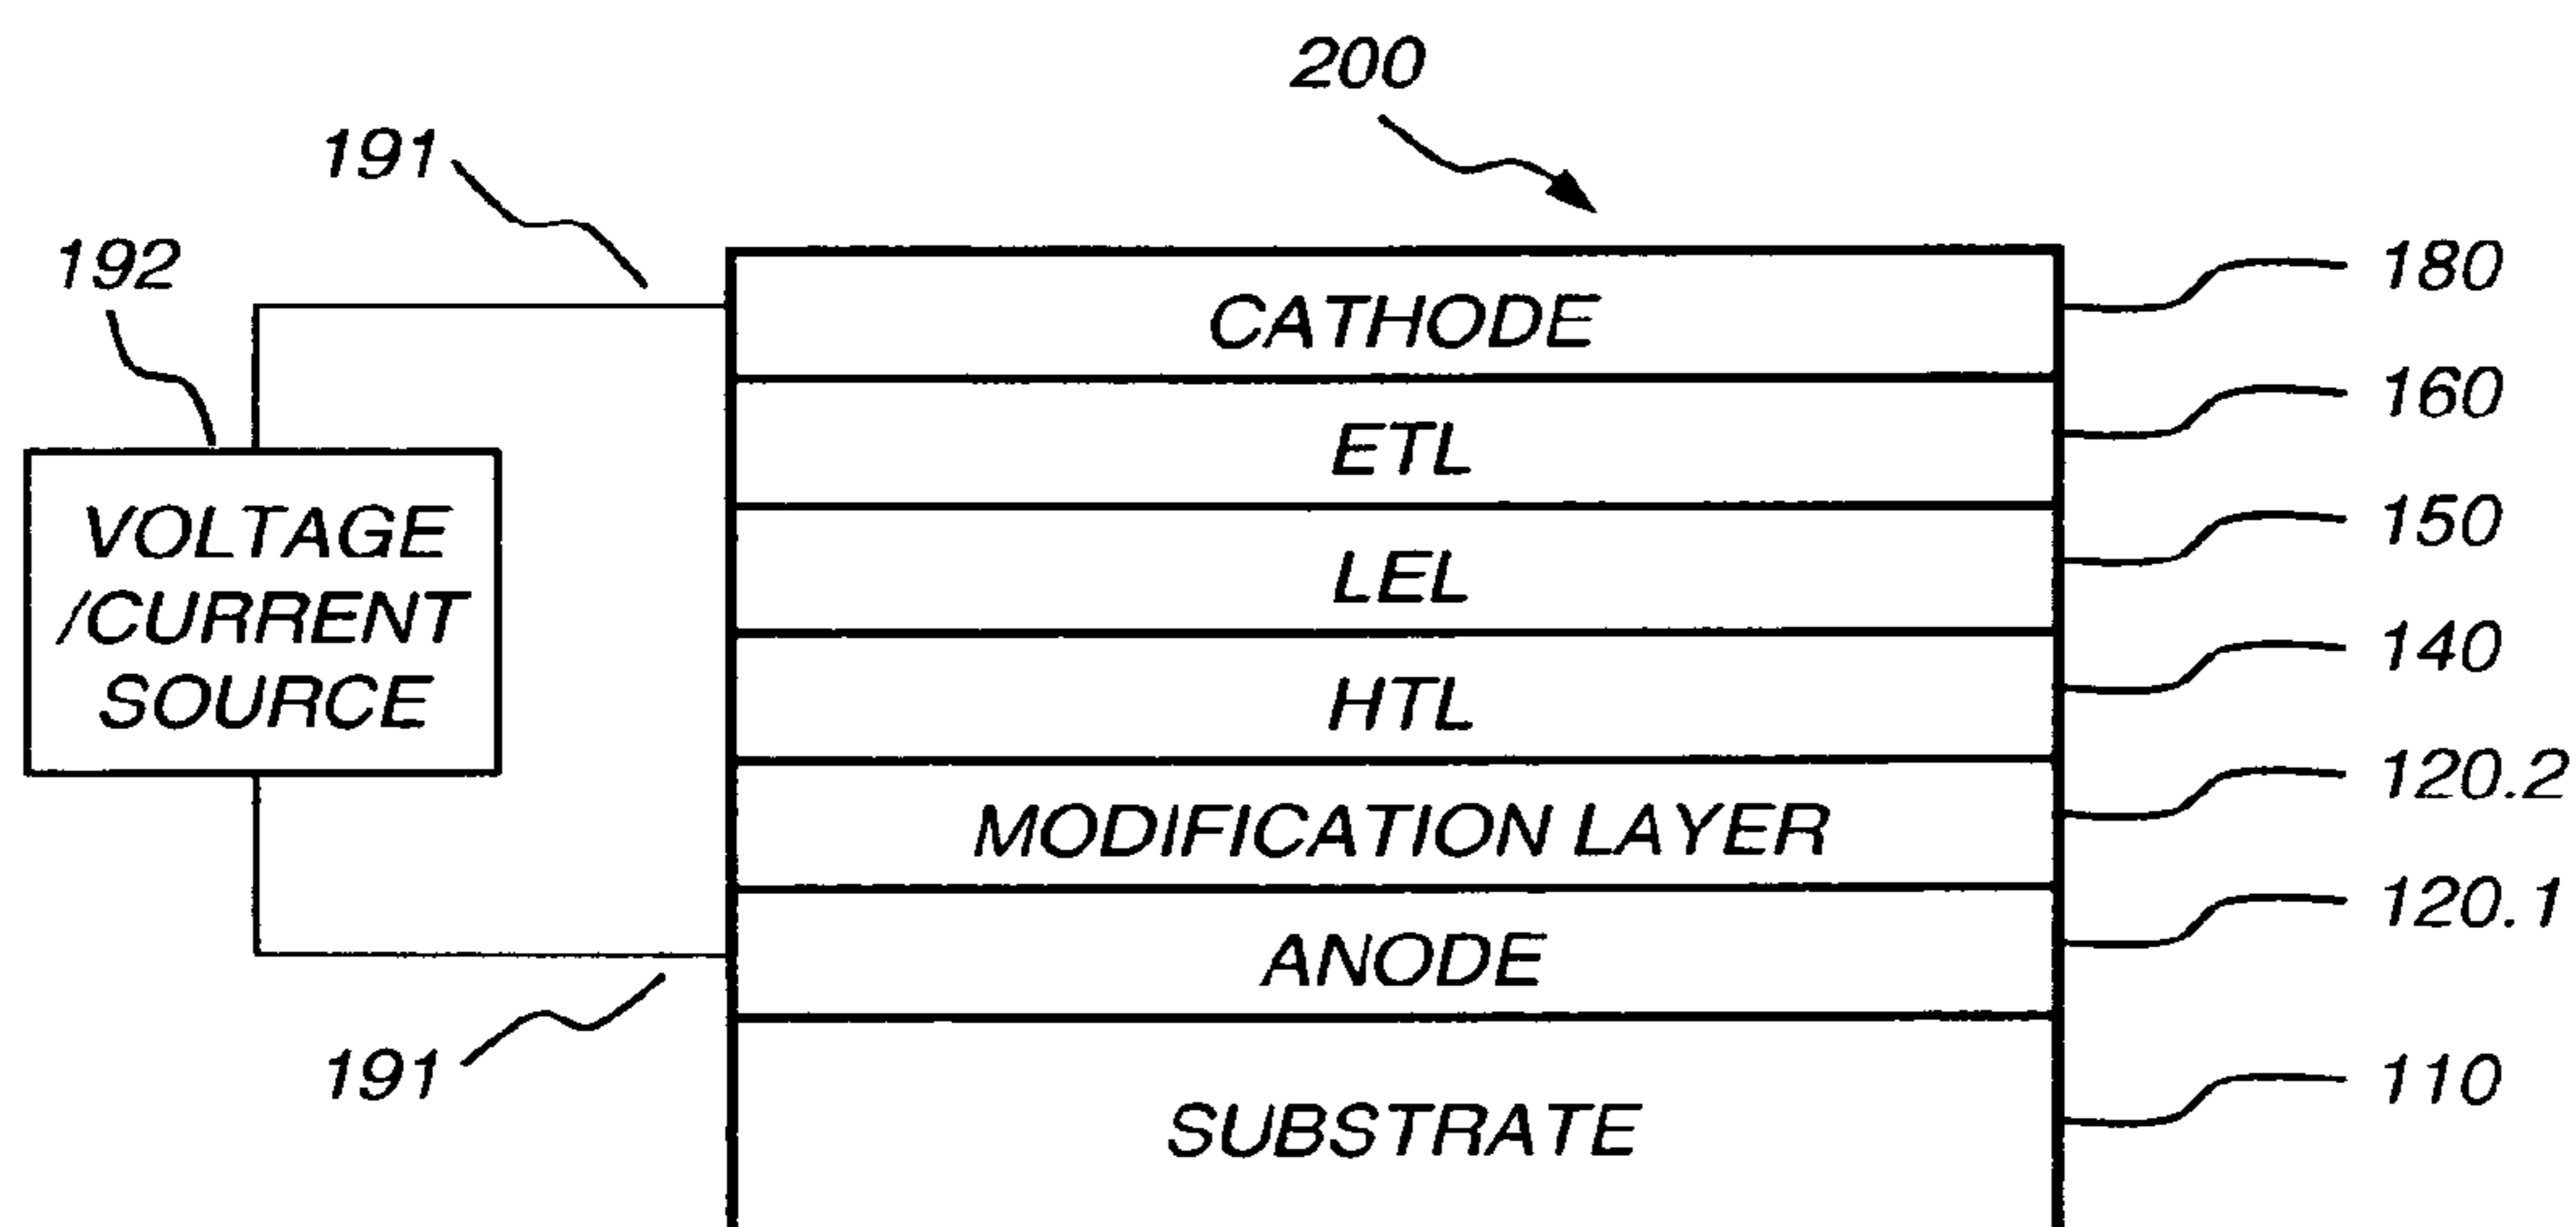 200
191
192
180
CATHODE
160
ETL
150
LEL
VOLTAGE
/CURRENT
SOURCE
140
HTL
120.2
MODIFICATION LAYER
120.1
ANODE
191
110
SUBSTRATE